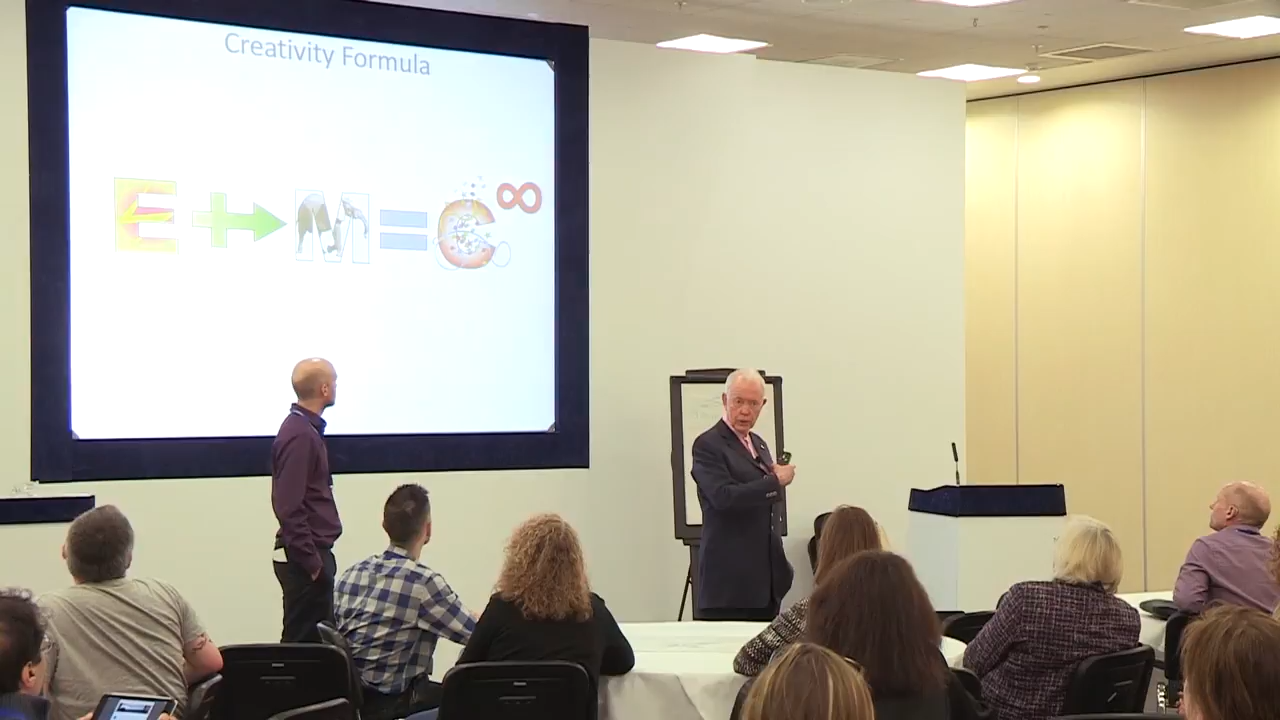 Creativity Formula
E + M = C ∞